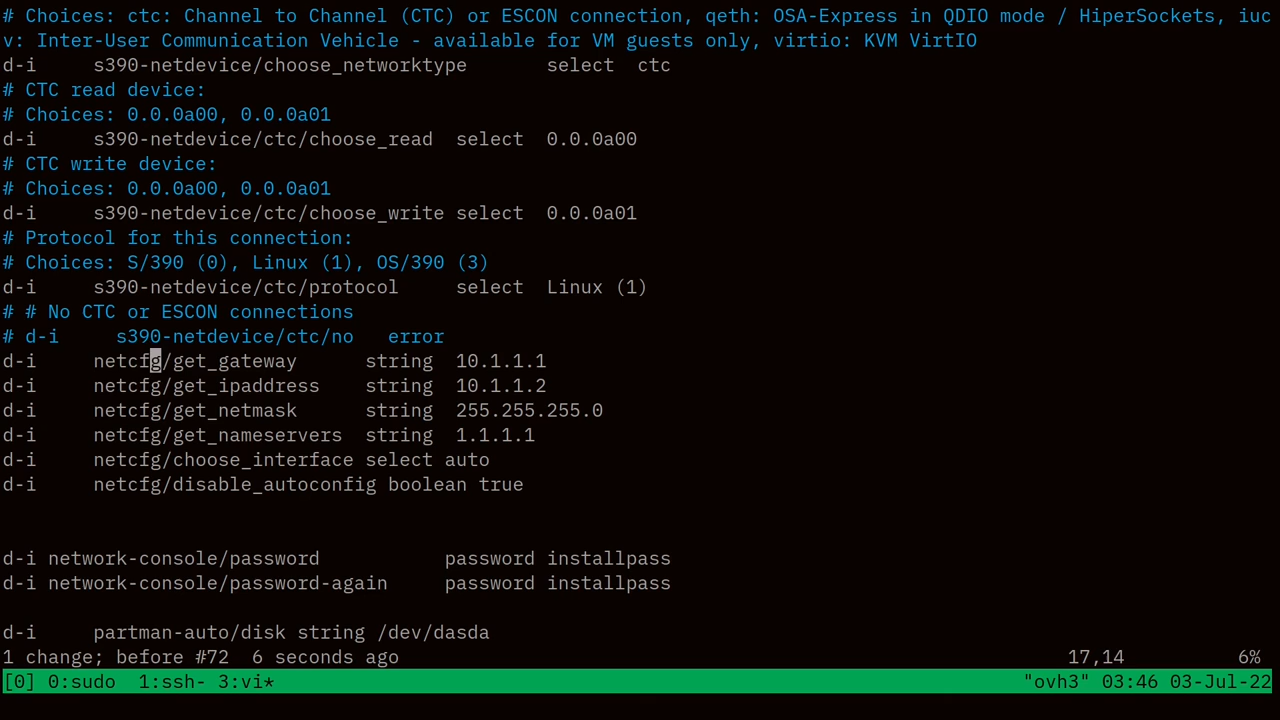 # Choices: ctc: Channel to Channel (CTC) or ESCON connection, qeth: OSA-Express in QDIO mode / HiperSockets, iuc
v: Inter-User Communication Vehicle - available for VM guests only, virtio: KVM VirtIO
d-i     s390-netdevice/choose_networktype       select  ctc
# CTC read device:
# Choices: 0.0.0a00, 0.0.0a01
d-i     s390-netdevice/ctc/choose_read  select  0.0.0a00
# CTC write device:
# Choices: 0.0.0a00, 0.0.0a01
d-i     s390-netdevice/ctc/choose_write select  0.0.0a01
# Protocol for this connection:
# Choices: S/390 (0), Linux (1), OS/390 (3)
d-i     s390-netdevice/ctc/protocol     select  Linux (1)
# # No CTC or ESCON connections
# d-i     s390-netdevice/ctc/no   error
d-i     netcfg/get_gateway      string  10.1.1.1
d-i     netcfg/get_ipaddress    string  10.1.1.2
d-i     netcfg/get_netmask      string  255.255.255.0
d-i     netcfg/get_nameservers  string  1.1.1.1
d-i     netcfg/choose_interface select auto
d-i     netcfg/disable_autoconfig boolean true
d-i network-console/password           password installpass
d-i network-console/password-again     password installpass
d-i     partman-auto/disk string /dev/dasda
1 change; before #72  6 seconds ago                                                           17,14          6%
[0] 0:sudo  1:ssh- 3:vi*                                                                  "ovh3" 03:46 03-Jul-22